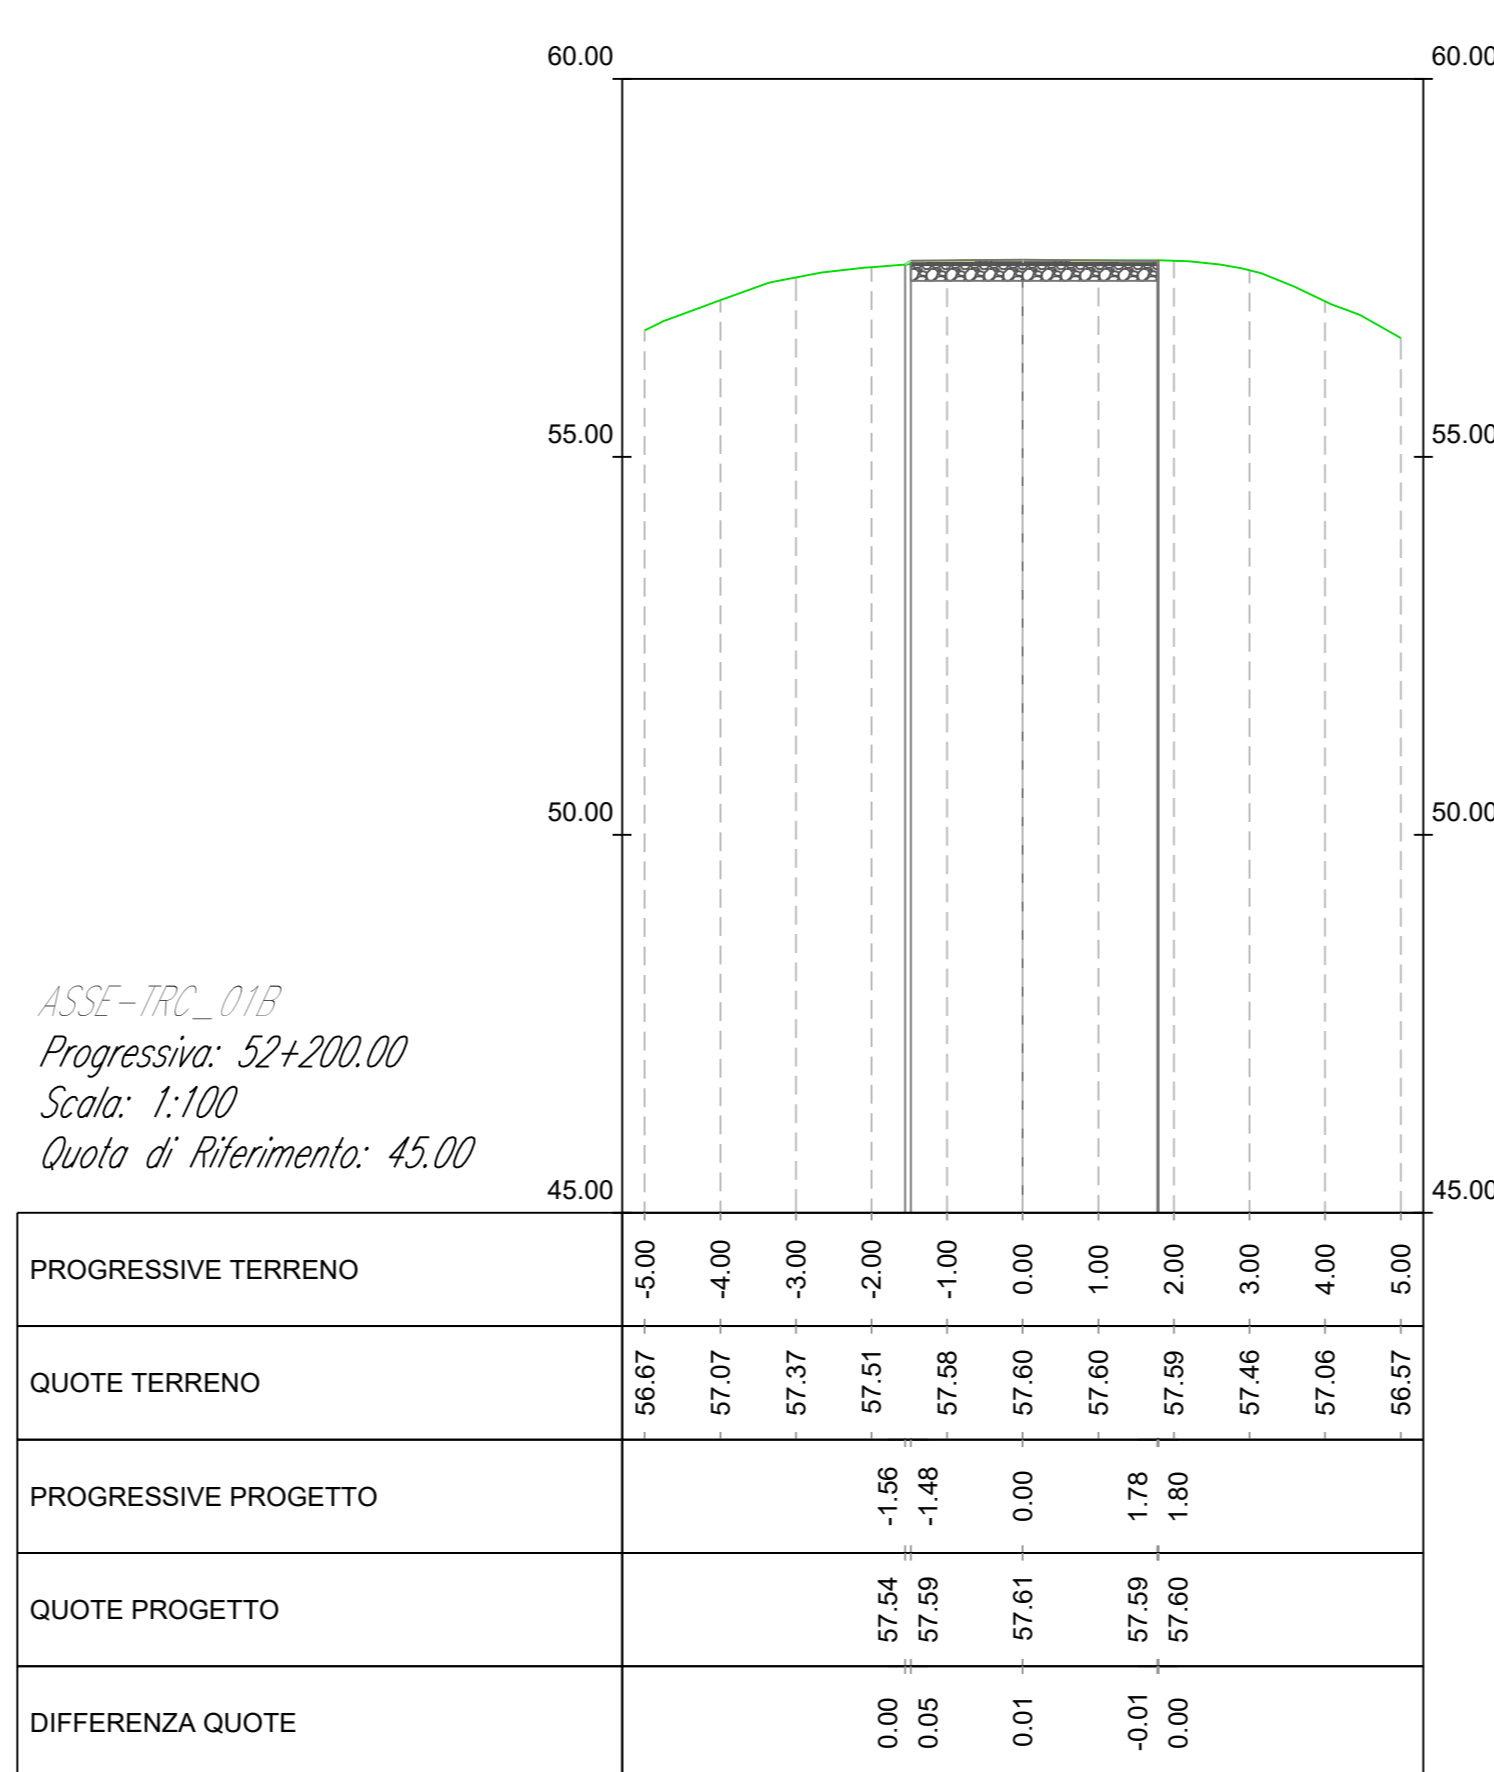 60.00 60.00
55.00 55.00
50.00 50.00
ASSE-TRC_01B
Progressiva: 52+200.00
Scala: 1:100
Quota di Riferimento: 45.00
45.00 45.00
PROGRESSIVE TERRENO -5.00 -4.00 -3.00 -2.00 -1.00 0.00 1.00 2.00 3.00 4.00 5.00
QUOTE TERRENO 56.67 57.07 57.37 57.51 57.58 57.60 57.60 57.59 57.46 57.06 56.57
PROGRESSIVE PROGETTO -1.56 -1.48 0.00 1.78 1.80
QUOTE PROGETTO 57.54 57.59 57.61 57.59 57.60
DIFFERENZA QUOTE 0.00 0.05 0.01 -0.01 0.00